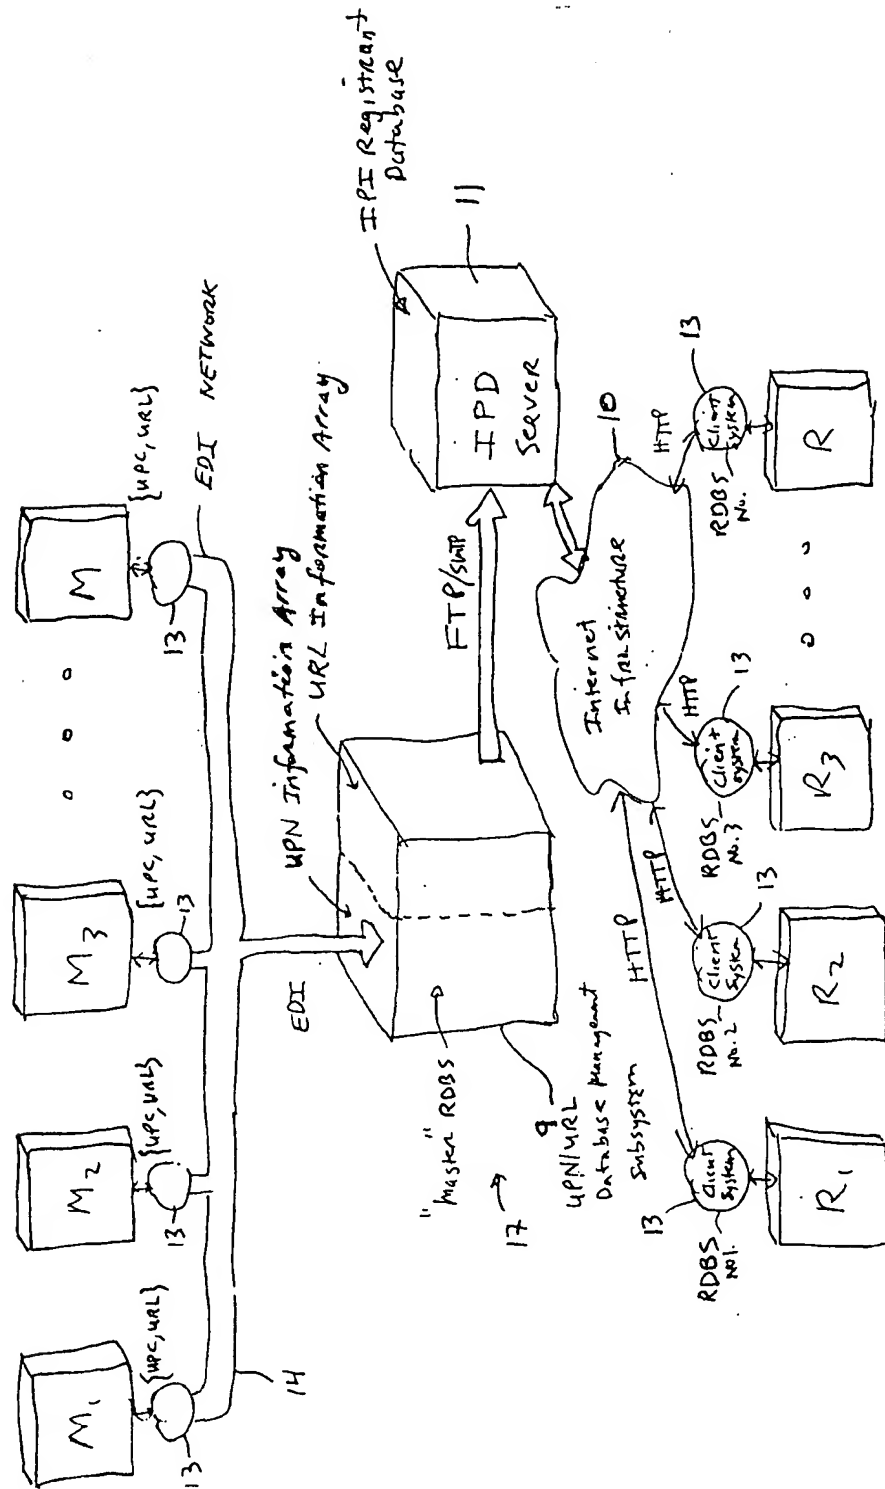 M1
M2
M3
M
{UPC, URL}
{UPC, URL}
{UPC, URL}
{UPC, URL}
13
13
13
13
14
EDI NETWORK
EDI
UPN Information Array
URL Information Array
IPI Registrant
Database
"Master" RDBS
17
9
UPN/URL
Database Management
Subsystem
FTP/SMTP
IPD
Server
11
Internet
Infrastructure
10
HTTP
HTTP
HTTP
HTTP
13
Client
System
RDBS
No1.
R1
13
Client
System
RDBS
No. 2
R2
13
Client
System
RDBS
No. 3
R3
13
Client
System
RDBS
No.
R